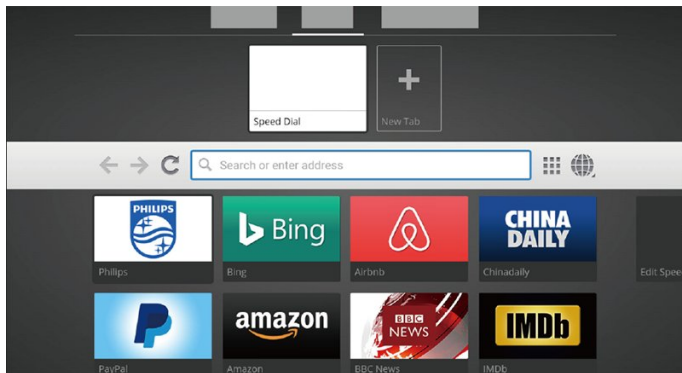 Speed Dial
New Tab
Search or enter address
PHILIPS
Bing
CHINA
DAILY
Philips
Bing
Airbnb
Chinadaily
Edit Spee
amazon
BBC
NEWS
IMDb
PayPal
Amazon
BBC News
IMDb